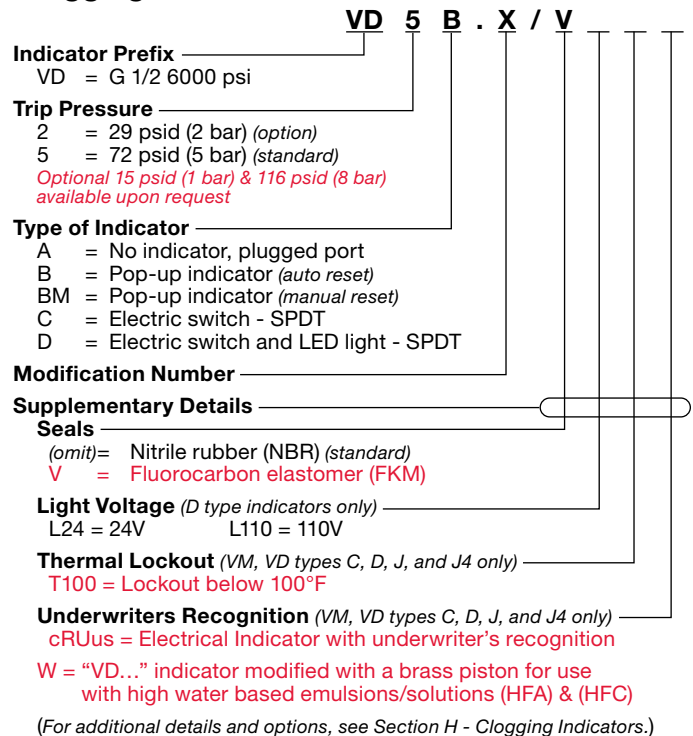 VD 5 B . X / V
Indicator Prefix
VD = G 1/2 6000 psi
Trip Pressure
2 = 29 psid (2 bar) (option)
5 = 72 psid (5 bar) (standard)
Optional 15 psid (1 bar) & 116 psid (8 bar)
available upon request
Type of Indicator
A = No indicator, plugged port
B = Pop-up indicator (auto reset)
BM = Pop-up indicator (manual reset)
C = Electric switch - SPDT
D = Electric switch and LED light - SPDT
Modification Number
Supplementary Details
Seals
(omit)= Nitrile rubber (NBR) (standard)
V = Fluorocarbon elastomer (FKM)
Light Voltage (D type indicators only)
L24 = 24V L110 = 110V
Thermal Lockout (VM, VD types C, D, J, and J4 only)
T100 = Lockout below 100°F
Underwriters Recognition (VM, VD types C, D, J, and J4 only)
cRUus = Electrical Indicator with underwriter's recognition
W = “VD...” indicator modified with a brass piston for use
with high water based emulsions/solutions (HFA) & (HFC)
(For additional details and options, see Section H - Clogging Indicators.)